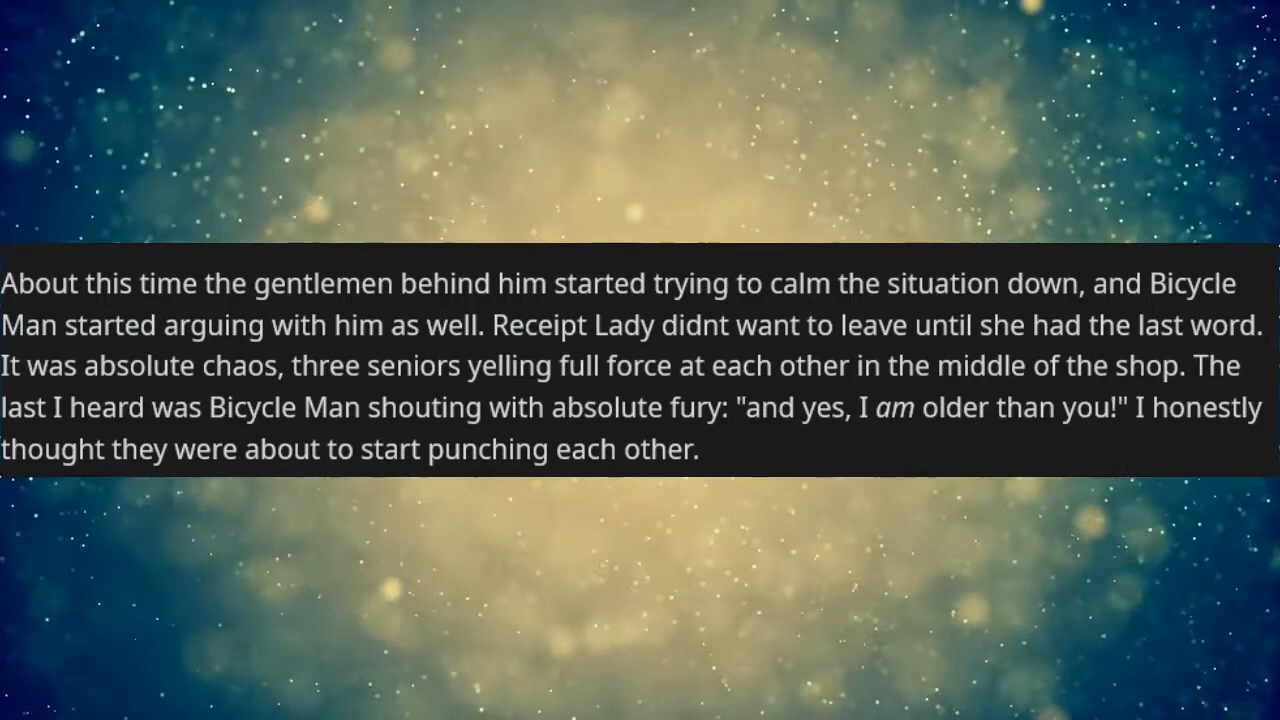 About this time the gentlemen behind him started trying to calm the situation down, and Bicycle
Man started arguing with him as well. Receipt Lady didnt want to leave until she had the last word.
It was absolute chaos, three seniors yelling full force at each other in the middle of the shop. The
last I heard was Bicycle Man shouting with absolute fury: "and yes, I am older than you!" I honestly
thought they were about to start punching each other.